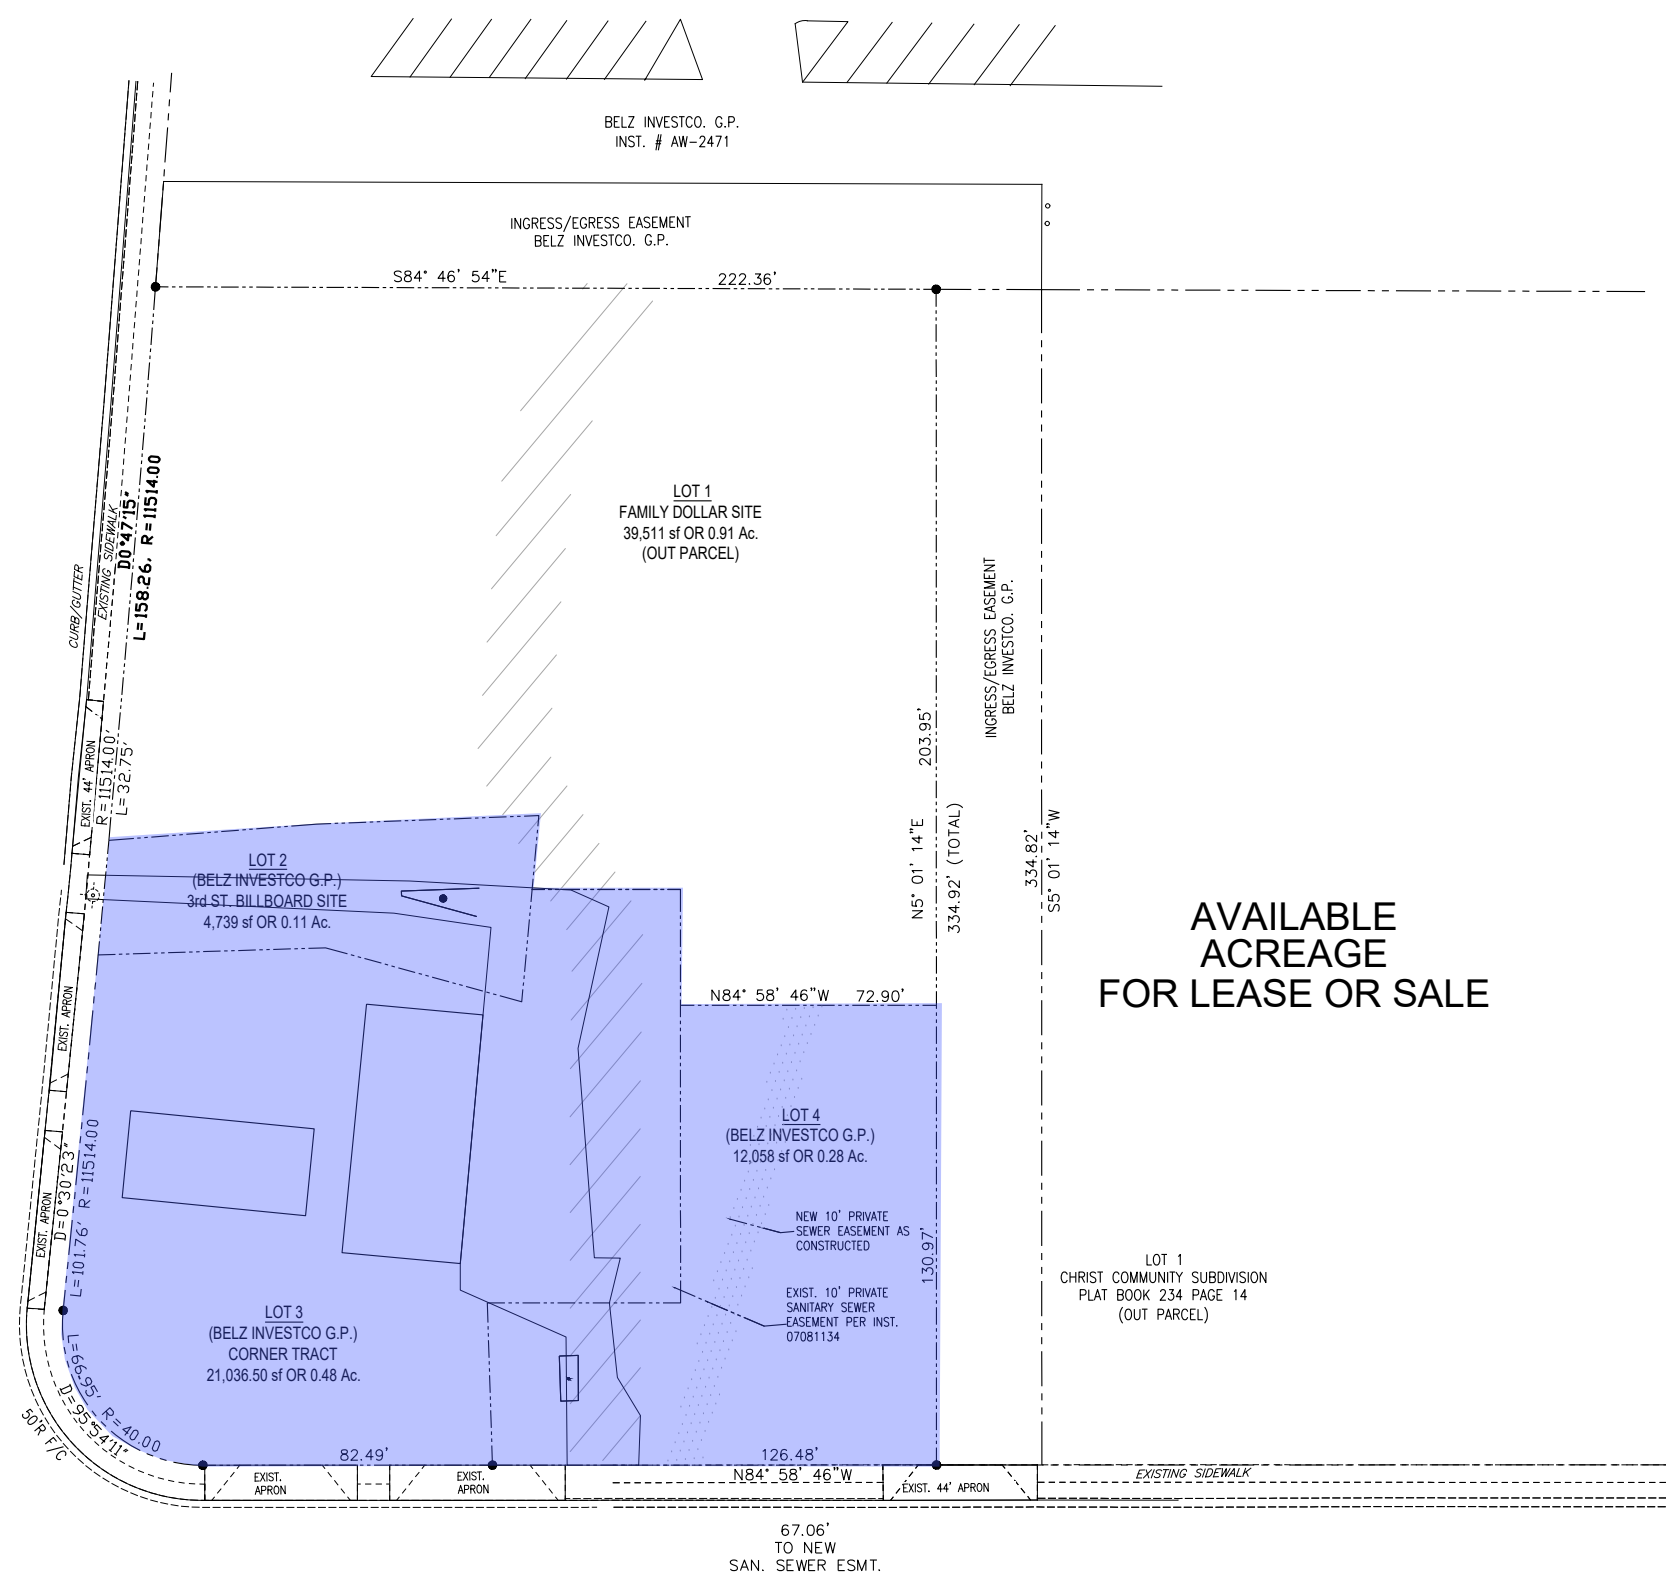 BELZ INVESTCO. G.P.
INST. # AW-2471
INGRESS/EGRESS EASEMENT
BELZ INVESTCO. G.P.
S84° 46' 54"E
222.36'
LOT 1
FAMILY DOLLAR SITE
39,511 sf OR 0.91 Ac.
(OUT PARCEL)
CURB/GUTTER
EXISTING SIDEWALK
D0°47'15"
L=158.26, R=11514.00
EXIST. 44' APRON
R=11514.00'
L=32.75'
INGRESS/EGRESS EASEMENT
BELZ INVESTCO. G.P.
203.95'
N5° 01' 14"E
334.92' (TOTAL)
334.82'
S5° 01' 14"W
LOT 2
(BELZ INVESTCO G.P.)
3rd ST. BILLBOARD SITE
4,739 sf OR 0.11 Ac.
AVAILABLE
ACREAGE
FOR LEASE OR SALE
N84° 58' 46"W
72.90'
EXIST. APRON
EXIST. APRON
D=0°30'23"
L=101.76' R=11514.00
LOT 4
(BELZ INVESTCO G.P.)
12,058 sf OR 0.28 Ac.
NEW 10' PRIVATE
SEWER EASEMENT AS
CONSTRUCTED
130.97'
EXIST. 10' PRIVATE
SANITARY SEWER
EASEMENT PER INST.
07081134
LOT 1
CHRIST COMMUNITY SUBDIVISION
PLAT BOOK 234 PAGE 14
(OUT PARCEL)
LOT 3
(BELZ INVESTCO G.P.)
CORNER TRACT
21,036.50 sf OR 0.48 Ac.
L=66.95' R=40.00
D=95°54'11"
50'R F/C
82.49'
126.48'
N84° 58' 46"W
EXIST.
APRON
EXIST.
APRON
EXIST. 44' APRON
EXISTING SIDEWALK
67.06'
TO NEW
SAN. SEWER ESMT.